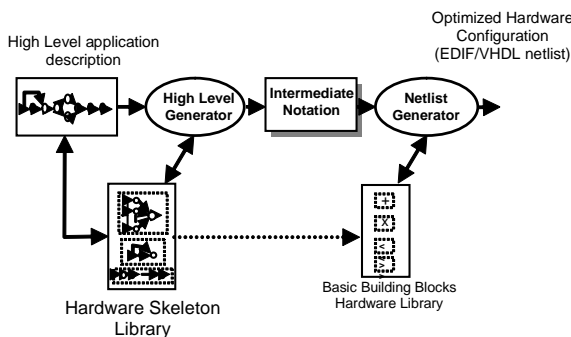 Optimized Hardware
Configuration
(EDIF/VHDL netlist)
High Level application
description
High Level
Generator
Intermediate
Notation
Netlist
Generator
+
X
<
>
Basic Building Blocks
Hardware Library
Hardware Skeleton
Library